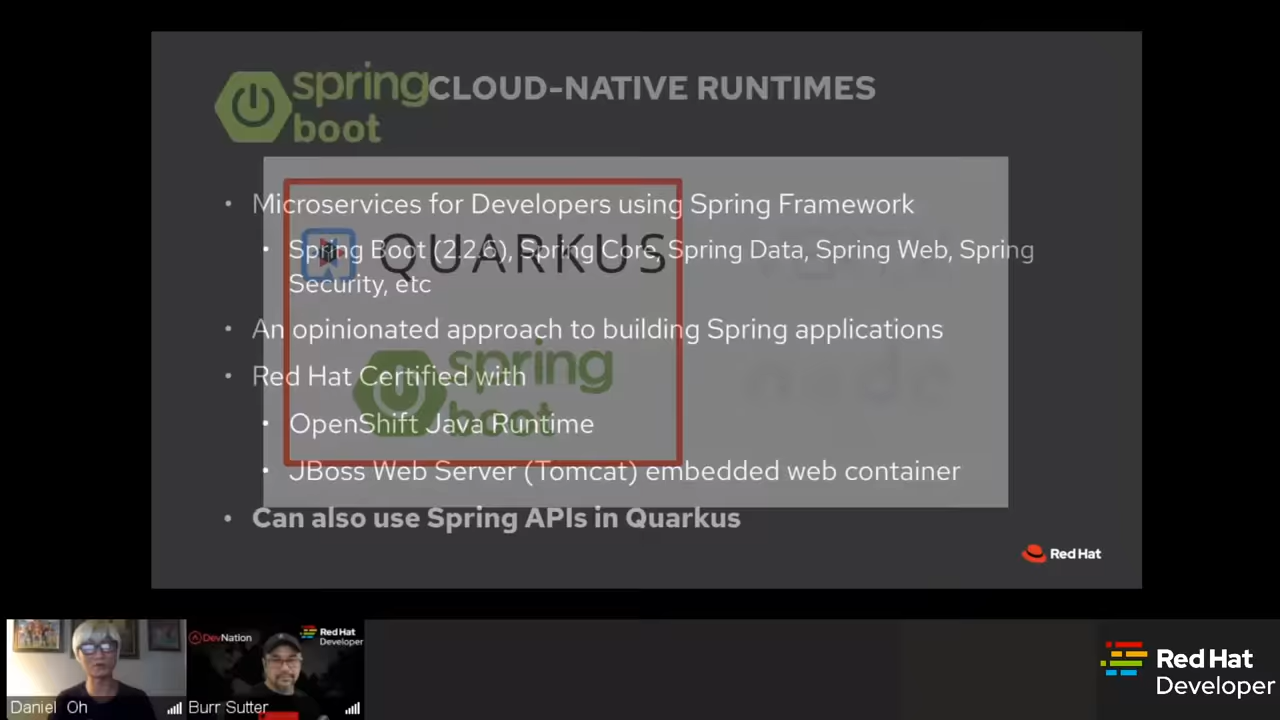 spring
boot
CLOUD-NATIVE RUNTIMES
• Microservices for Developers using Spring Framework
• Spring Boot (2.2.6), Spring Core, Spring Data, Spring Web, Spring
Security, etc
QUARKUS
• An opinionated approach to building Spring applications
spring
boot
node
• Red Hat Certified with
• OpenShift Java Runtime
• JBoss Web Server (Tomcat) embedded web container
• Can also use Spring APIs in Quarkus
Red Hat
Daniel Oh
DevNation
Red Hat
Developer
Burr Sutter
Red Hat
Developer